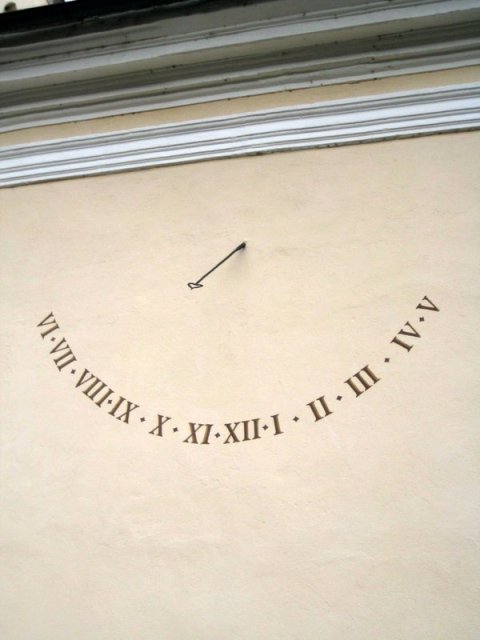 VI · VII · VIII · IX · X · XI · XII · I · II · III · IV · V